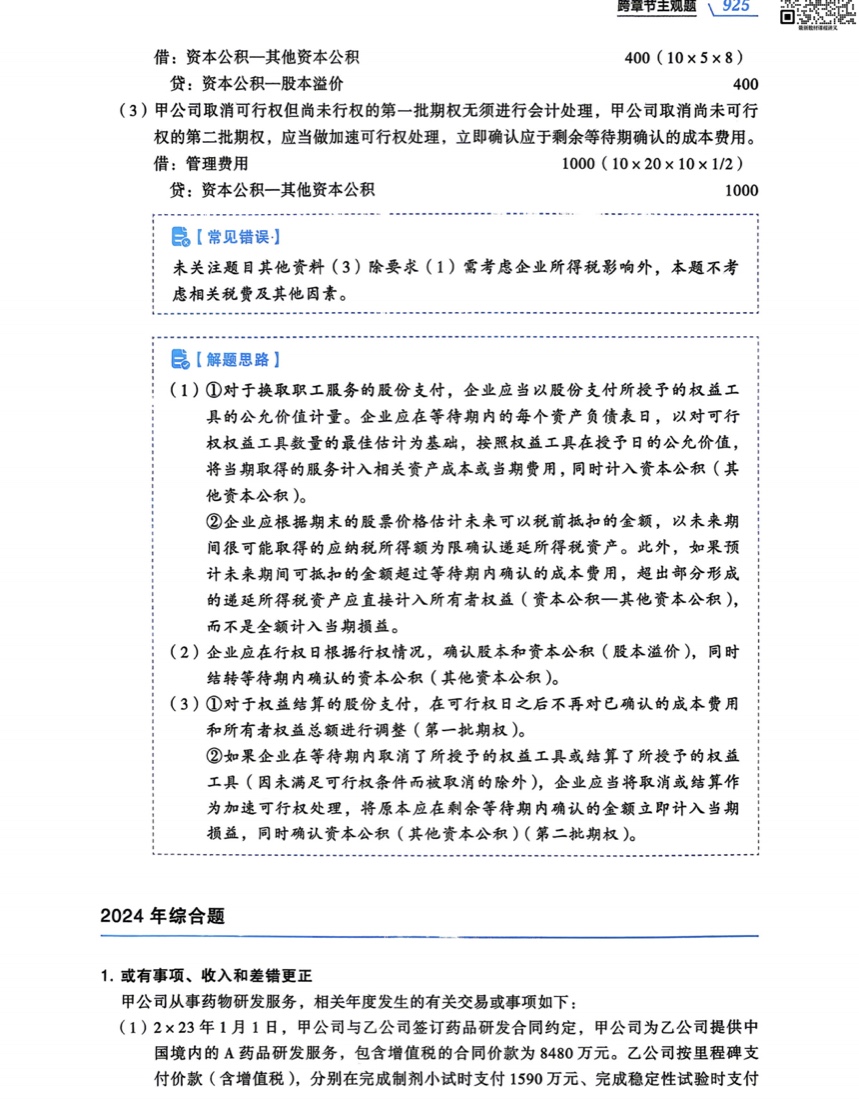 跨章节主观题 925
借：资本公积—其他资本公积 400（10×5×8）
贷：资本公积—股本溢价 400
（3）甲公司取消可行权但尚未行权的第一批期权无须进行会计处理，甲公司取消尚未可行
权的第二批期权，应当做加速可行权处理，立即确认应于剩余等待期确认的成本费用。
借：管理费用 1000（10×20×10×1/2）
贷：资本公积—其他资本公积 1000
【常见错误·】
未关注题目其他资料（3）除要求（1）需考虑企业所得税影响外，本题不考
虑相关税费及其他因素。
【解题思路】
（1）①对于换取职工服务的股份支付，企业应当以股份支付所授予的权益工
具的公允价值计量。企业应在等待期内的每个资产负债表日，以对可行
权权益工具数量的最佳估计为基础，按照权益工具在授予日的公允价值，
将当期取得的服务计入相关资产成本或当期费用，同时计入资本公积（其
他资本公积）。
②企业应根据期末的股票价格估计未来可以税前抵扣的金额，以未来期
间很可能取得的应纳税所得额为限确认递延所得税资产。此外，如果预
计未来期间可抵扣的金额超过等待期内确认的成本费用，超出部分形成
的递延所得税资产应直接计入所有者权益（资本公积—其他资本公积），
而不是全额计入当期损益。
（2）企业应在行权日根据行权情况，确认股本和资本公积（股本溢价），同时
结转等待期内确认的资本公积（其他资本公积）。
（3）①对于权益结算的股份支付，在可行权日之后不再对已确认的成本费用
和所有者权益总额进行调整（第一批期权）。
②如果企业在等待期内取消了所授予的权益工具或结算了所授予的权益
工具（因未满足可行权条件而被取消的除外），企业应当将取消或结算作
为加速可行权处理，将原本应在剩余等待期内确认的金额立即计入当期
损益，同时确认资本公积（其他资本公积）（第二批期权）。
2024 年综合题
1. 或有事项、收入和差错更正
甲公司从事药物研发服务，相关年度发生的有关交易或事项如下：
（1）2×23 年 1 月 1 日，甲公司与乙公司签订药品研发合同约定，甲公司为乙公司提供中
国境内的 A 药品研发服务，包含增值税的合同价款为 8480 万元。乙公司按里程碑支
付价款（含增值税），分别在完成制剂小试时支付 1590 万元、完成稳定性试验时支付